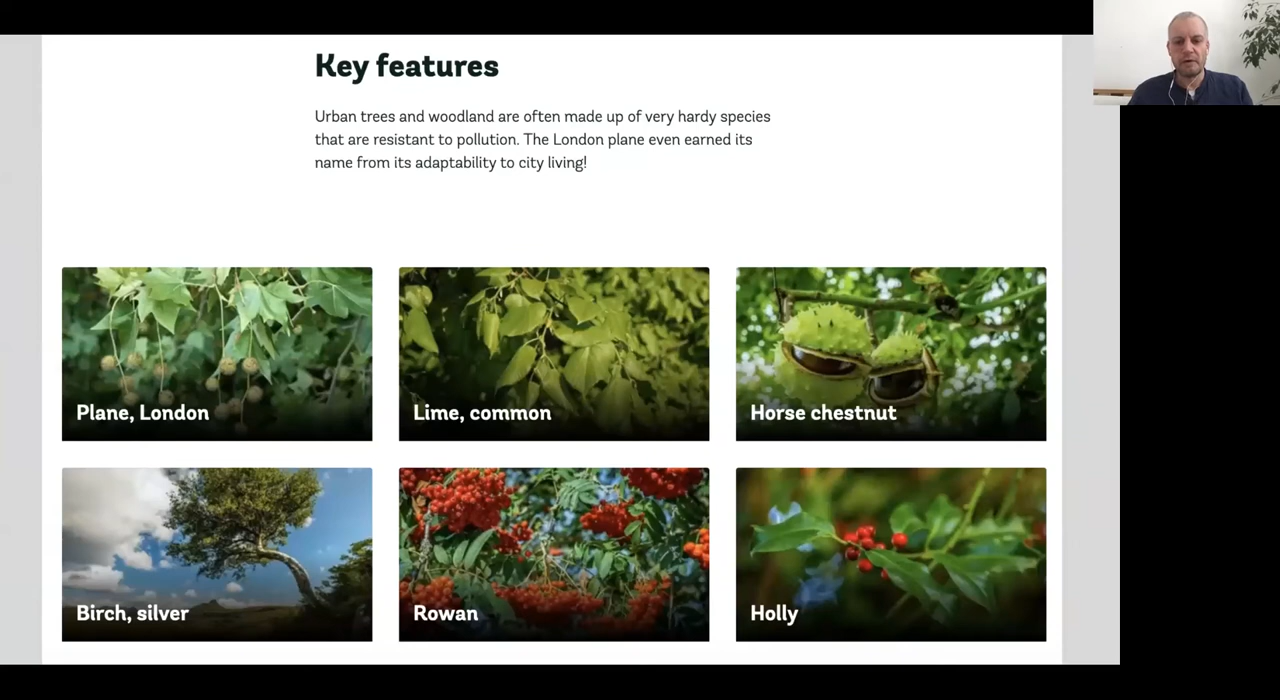 Key features
Urban trees and woodland are often made up of very hardy species
that are resistant to pollution. The London plane even earned its
name from its adaptability to city living!
Plane, London
Lime, common
Horse chestnut
Birch, silver
Rowan
Holly